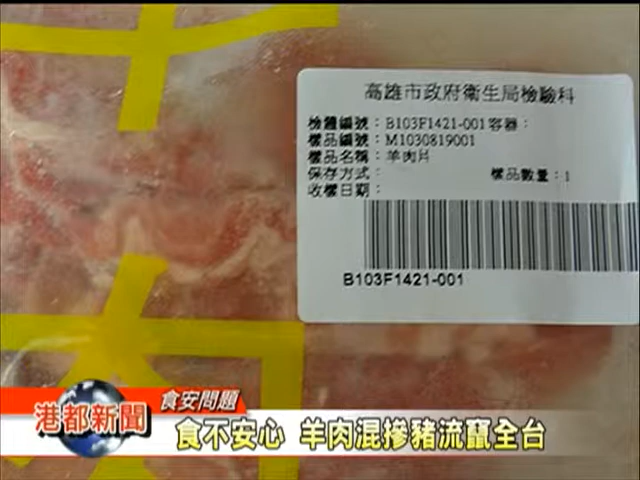 高雄市政府衛生局檢驗科
檢體編號：B103F1421-001 容器：
樣品編號：M1030819001
樣品名稱：羊肉片
保存方式： 樣品數量：1
收樣日期：
B103F1421-001
肉
食安問題
港都新聞
食不安心 羊肉混摻豬流竄全台